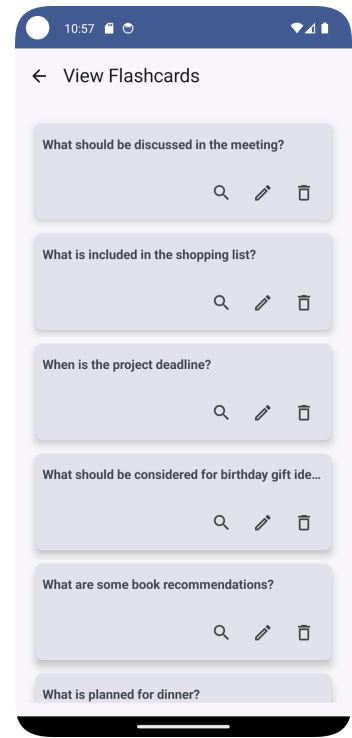 10:57
View Flashcards
What should be discussed in the meeting?
What is included in the shopping list?
When is the project deadline?
What should be considered for birthday gift ide...
What are some book recommendations?
What is planned for dinner?